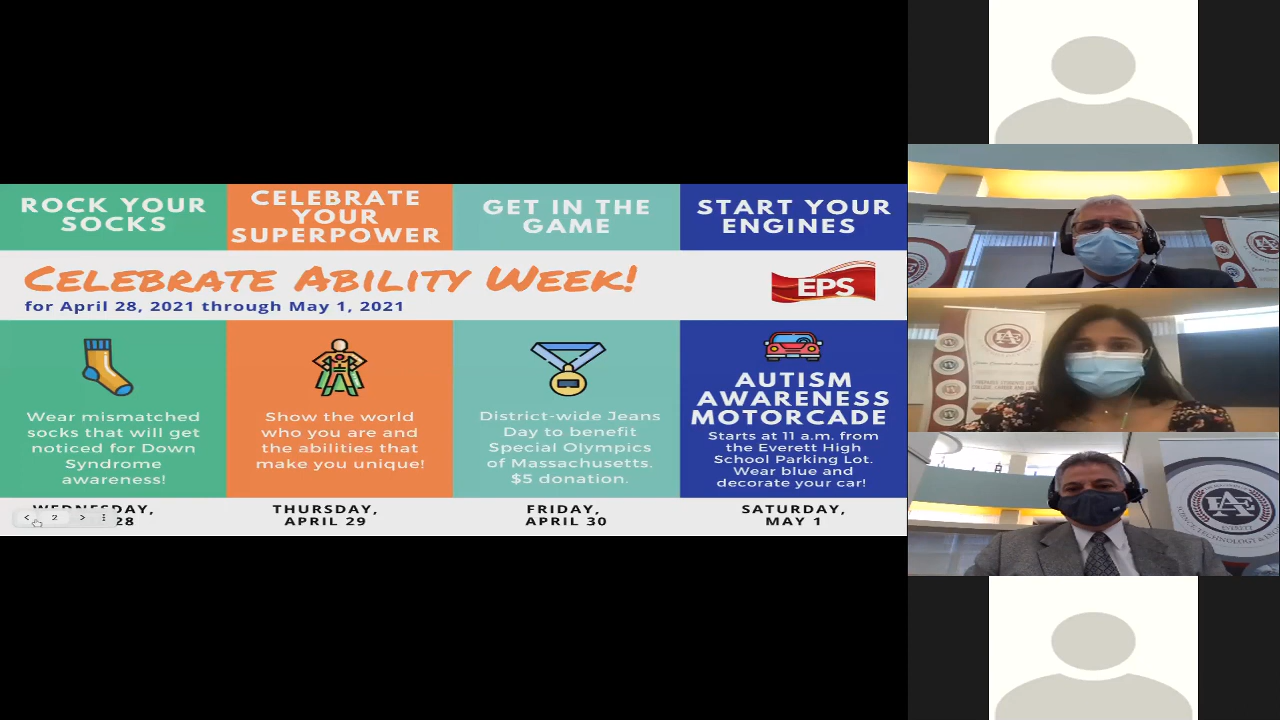 ROCK YOUR
SOCKS
CELEBRATE
YOUR
SUPERPOWER
GET IN THE
GAME
START YOUR
ENGINES
CELEBRATE ABILITY WEEK!
for April 28, 2021 through May 1, 2021
EPS
Wear mismatched
socks that will get
noticed for Down
Syndrome
awareness!
Show the world
who you are and
the abilities that
make you unique!
District-wide Jeans
Day to benefit
Special Olympics
of Massachusetts.
$5 donation.
AUTISM
AWARENESS
MOTORCADE
Starts at 11 a.m. from
the Everett High
School Parking Lot.
Wear blue and
decorate your car!
WEDNESDAY,
28
THURSDAY,
APRIL 29
FRIDAY,
APRIL 30
SATURDAY,
MAY 1
2
EVERETT